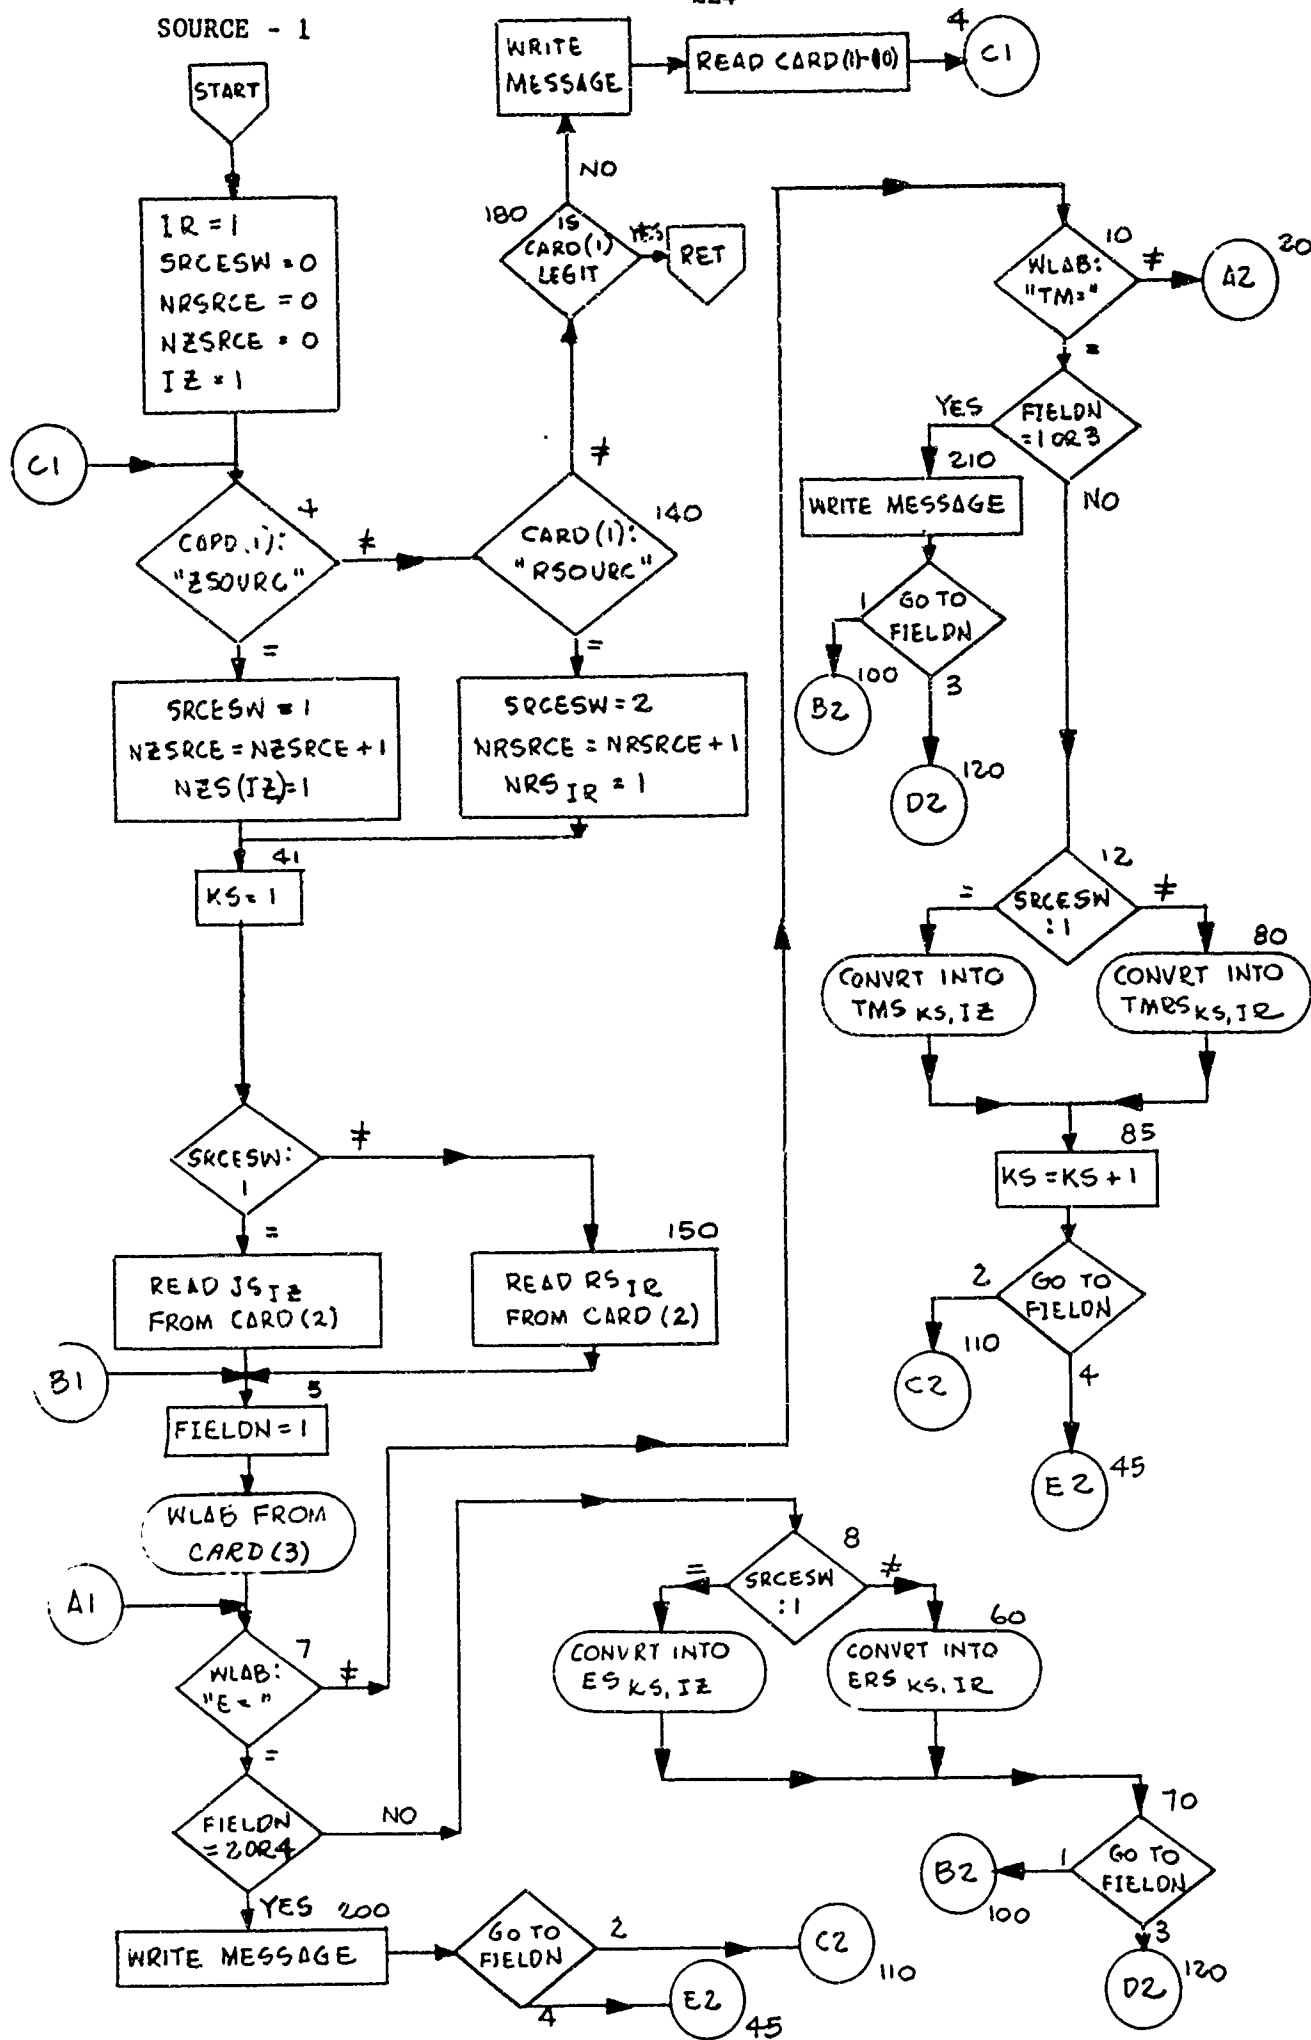 SOURCE - 1
START
IR = 1
SRCESW = 0
NRSRCE = 0
NZSRCE = 0
IZ = 1
C1
4
"ZSOURC"
≠
=
SRCESW = 1
NZSRCE = NZSRCE + 1
NZS(IZ)=1
WRITE
MESSAGE
READ CARD(1)-(10)
4
C1
NO
180
IS
CARD(1)
LEGIT
YES
RET
≠
140
CARD(1):
"RSOURC"
=
SRCESW = 2
NRSRCE = NRSRCE + 1
NRS IR = 1
41
KS = 1
SRCESW:
1
≠
=
READ JS IZ
FROM CARD(2)
150
READ RS IR
FROM CARD(2)
B1
5
FIELDN = 1
WLAB FROM
CARD(3)
A1
7
WLAB:
"E = "
≠
=
FIELDN
= 2 OR 4
NO
YES
200
WRITE MESSAGE
GO TO
FIELDN
2
C2
110
4
E2
45
8
SRCESW
: 1
=
≠
CONVRT INTO
ES KS, IZ
60
CONVRT INTO
ERS KS, IR
70
GO TO
FIELDN
1
B2
100
3
D2
120
10
WLAB:
"TM="
≠
20
A2
=
FIELDN
= 1 OR 3
YES
NO
210
WRITE MESSAGE
GO TO
FIELDN
1
B2
100
3
D2
120
12
SRCESW
: 1
=
≠
CONVRT INTO
TMS KS, IZ
80
CONVRT INTO
TMRS KS, IR
85
KS = KS + 1
GO TO
FIELDN
2
C2
110
4
E2
45